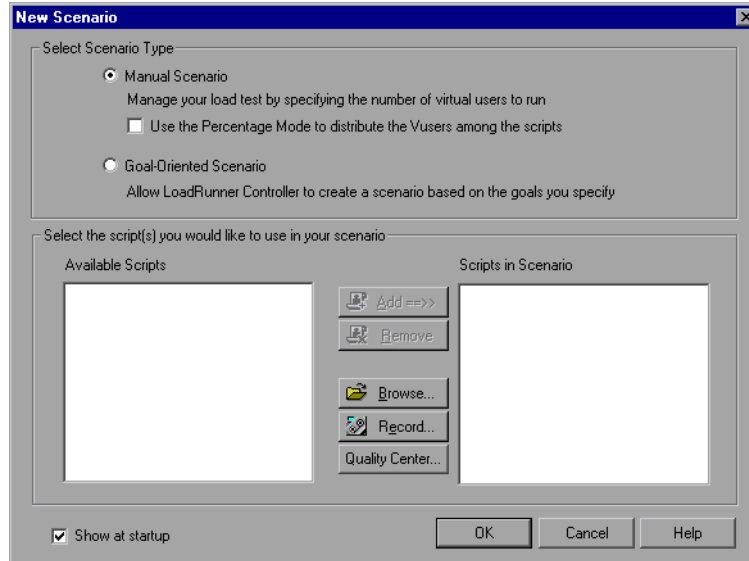 New Scenario
Select Scenario Type
Manual Scenario
Manage your load test by specifying the number of virtual users to run
Use the Percentage Mode to distribute the Vusers among the scripts
Goal-Oriented Scenario
Allow LoadRunner Controller to create a scenario based on the goals you specify
Select the script(s) you would like to use in your scenario
Available Scripts
Scripts in Scenario
Add ==>>
Remove
Browse...
Record...
Quality Center...
Show at startup
OK
Cancel
Help